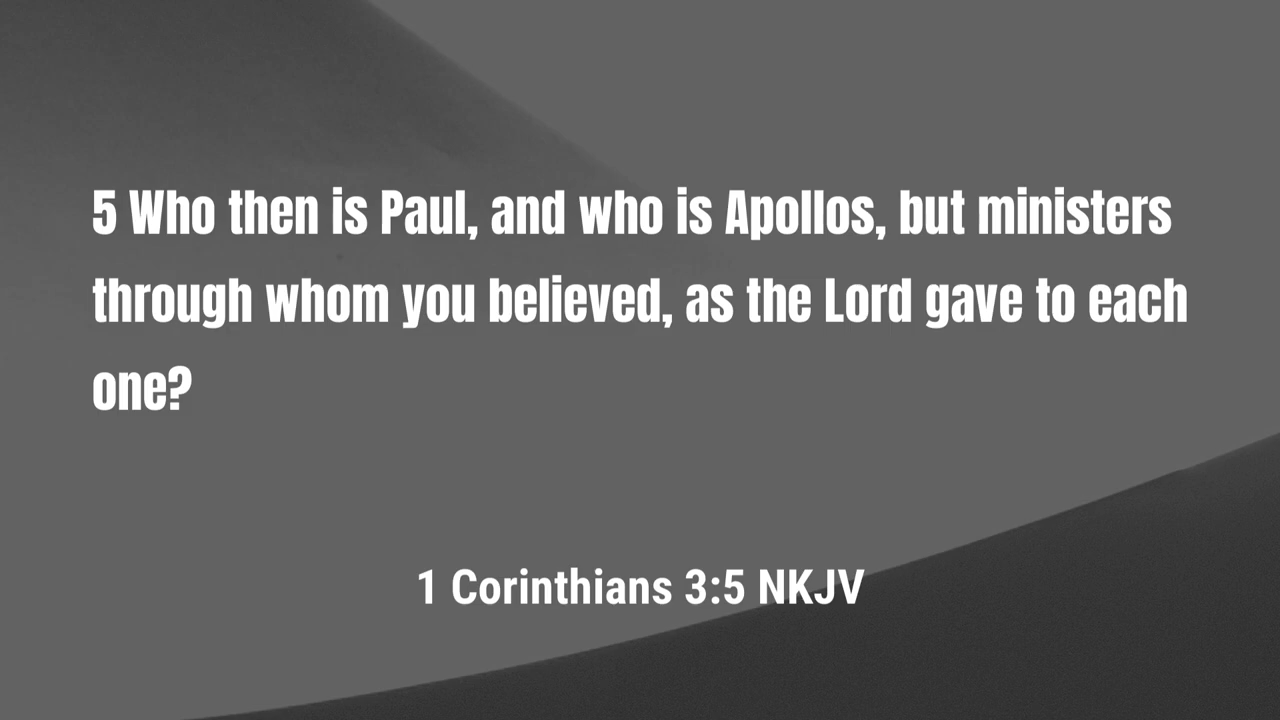 5 Who then is Paul, and who is Apollos, but ministers
through whom you believed, as the Lord gave to each
one?
1 Corinthians 3:5 NKJV